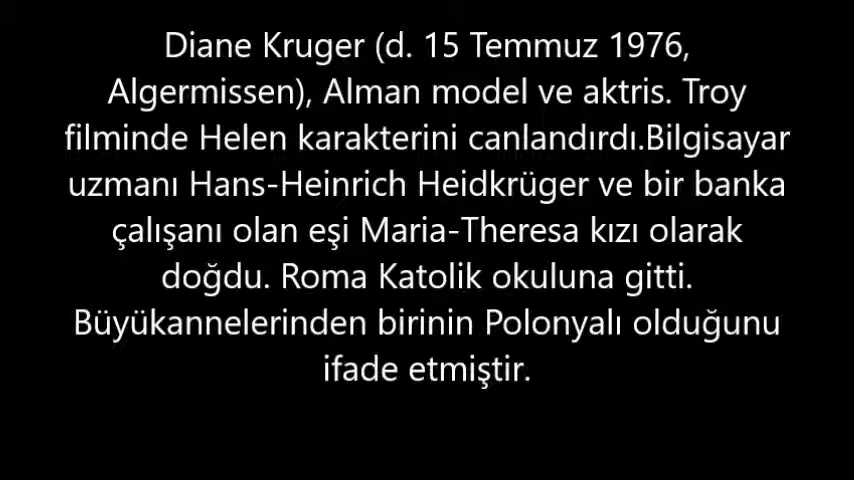 Diane Kruger (d. 15 Temmuz 1976,
Algermissen), Alman model ve aktris. Troy
filminde Helen karakterini canlandırdı.Bilgisayar
uzmanı Hans-Heinrich Heidkrüger ve bir banka
çalışanı olan eşi Maria-Theresa kızı olarak
doğdu. Roma Katolik okuluna gitti.
Büyükannelerinden birinin Polonyalı olduğunu
ifade etmiştir.